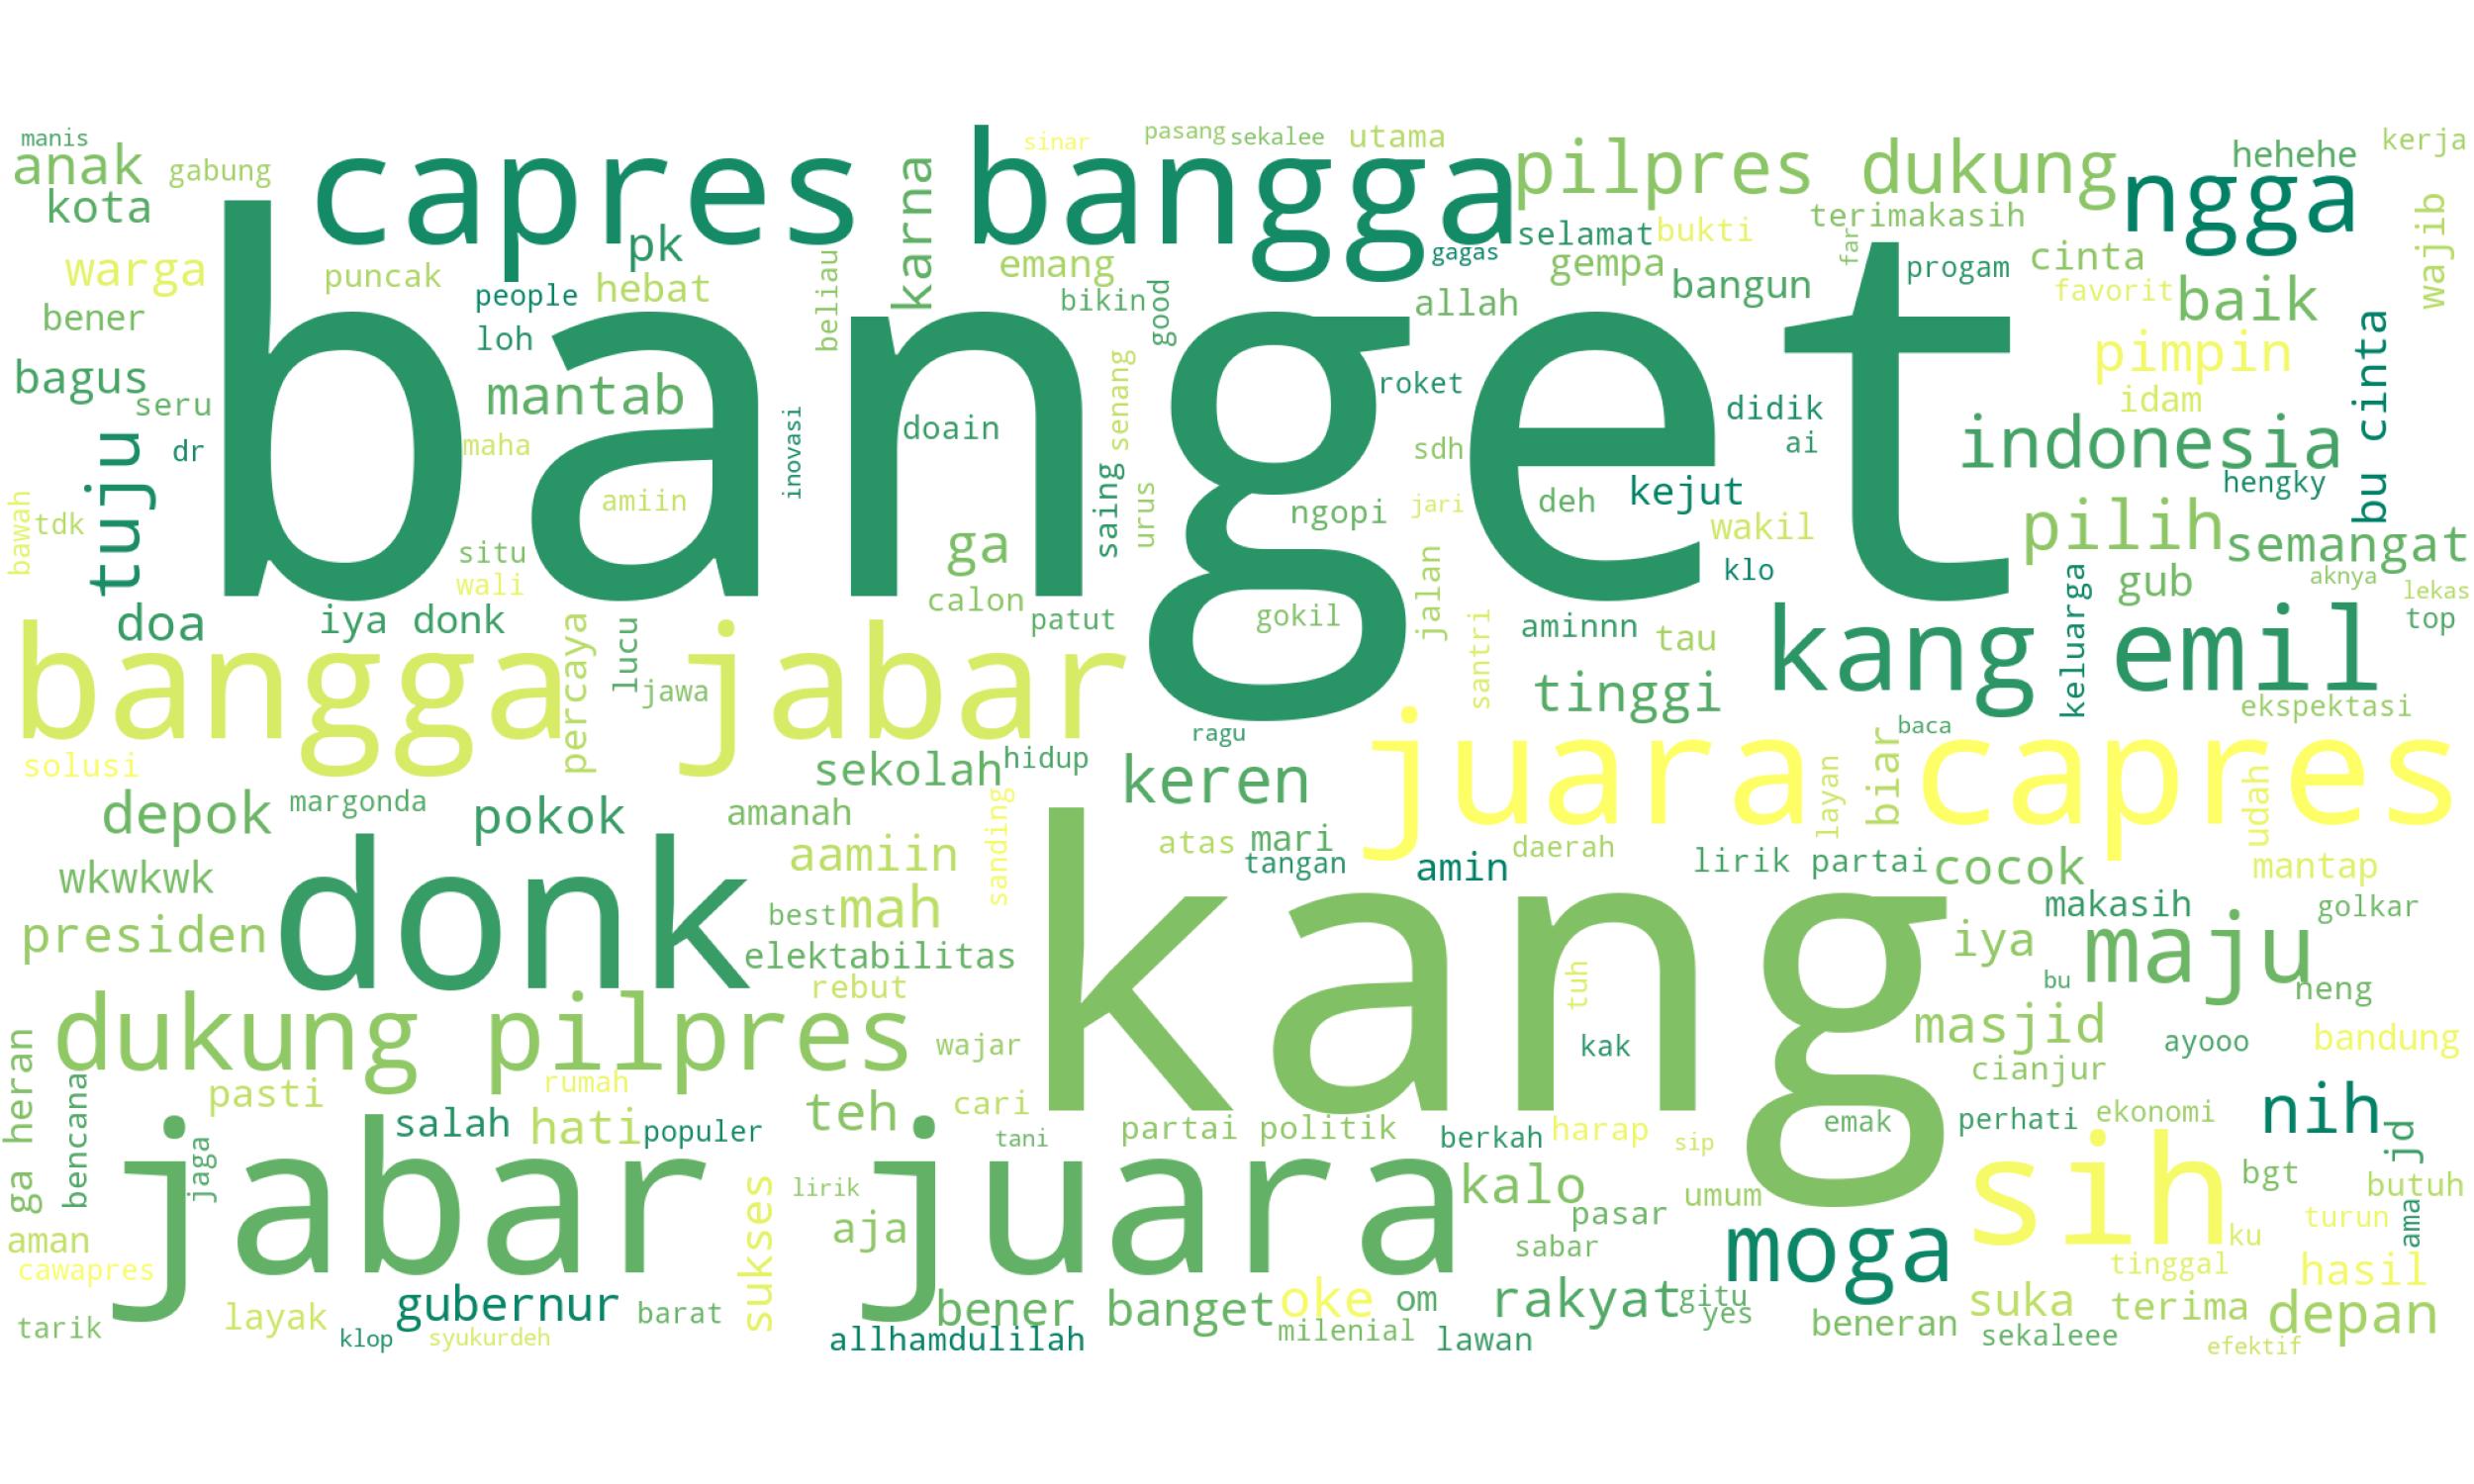 manis
sinar
pasang
sekalee
utama
kerja
anak
gabung
capres bangga
karna
pilpres dukung
hehehe
kota
pk
emang
gagas
selamat
bukti
terimakasih
far
ngga
wajib
warga
puncak
people
hebat
beliau
bikin
good
allah
gempa
bangun
progam
cinta
favorit
baik
bener
loh
banget
pimpin
bu cinta
bagus
seru
mantab
senang
roket
didik
idam
tuju
dr
maha
inovasi
doain
sdh
ai
indonesia
hengky
bawah
tdk
amiin
saing
urus
ngopi
jari
deh
kejut
wakil
pilih
semangat
situ
wali
ga
calon
patut
gokil
jalan
klo
keluarga
gub
aknya
lekas
top
doa
iya donk
percaya
lucu
jawa
santri
aminnn
tau
kang emil
bangga jabar
tinggi
ekspektasi
solusi
sekolah
hidup
ragu
keren
juara capres
baca
layan
biar
udah
depok
margonda
pokok
amanah
sanding
atas
mari
tangan
amin
daerah
lirik partai
cocok
mantap
wkwkwk
aamiin
presiden
donk
best
mah
kang
makasih
golkar
elektabilitas
iya
maju
rebut
tuh
bu
neng
dukung pilpres
wajar
kak
masjid
ayooo
bandung
ga heran
bencana
cianjur
pasti
rumah
salah
hati
populer
teh
cari
tani
partai politik
berkah
harap
sip
emak
perhati
ekonomi
nih
jd
jaga
jabar
juara
lirik
kalo
umum
sih
bgt
butuh
aman
sukses
aja
pasar
sabar
moga
ku
turun
ama
cawapres
tinggal
hasil
tarik
layak
gubernur
barat
bener banget
oke
om
rakyat
gitu
yes
suka
terima
depan
klop
syukurdeh
allhamdulilah
milenial
lawan
beneran
sekaleee
efektif